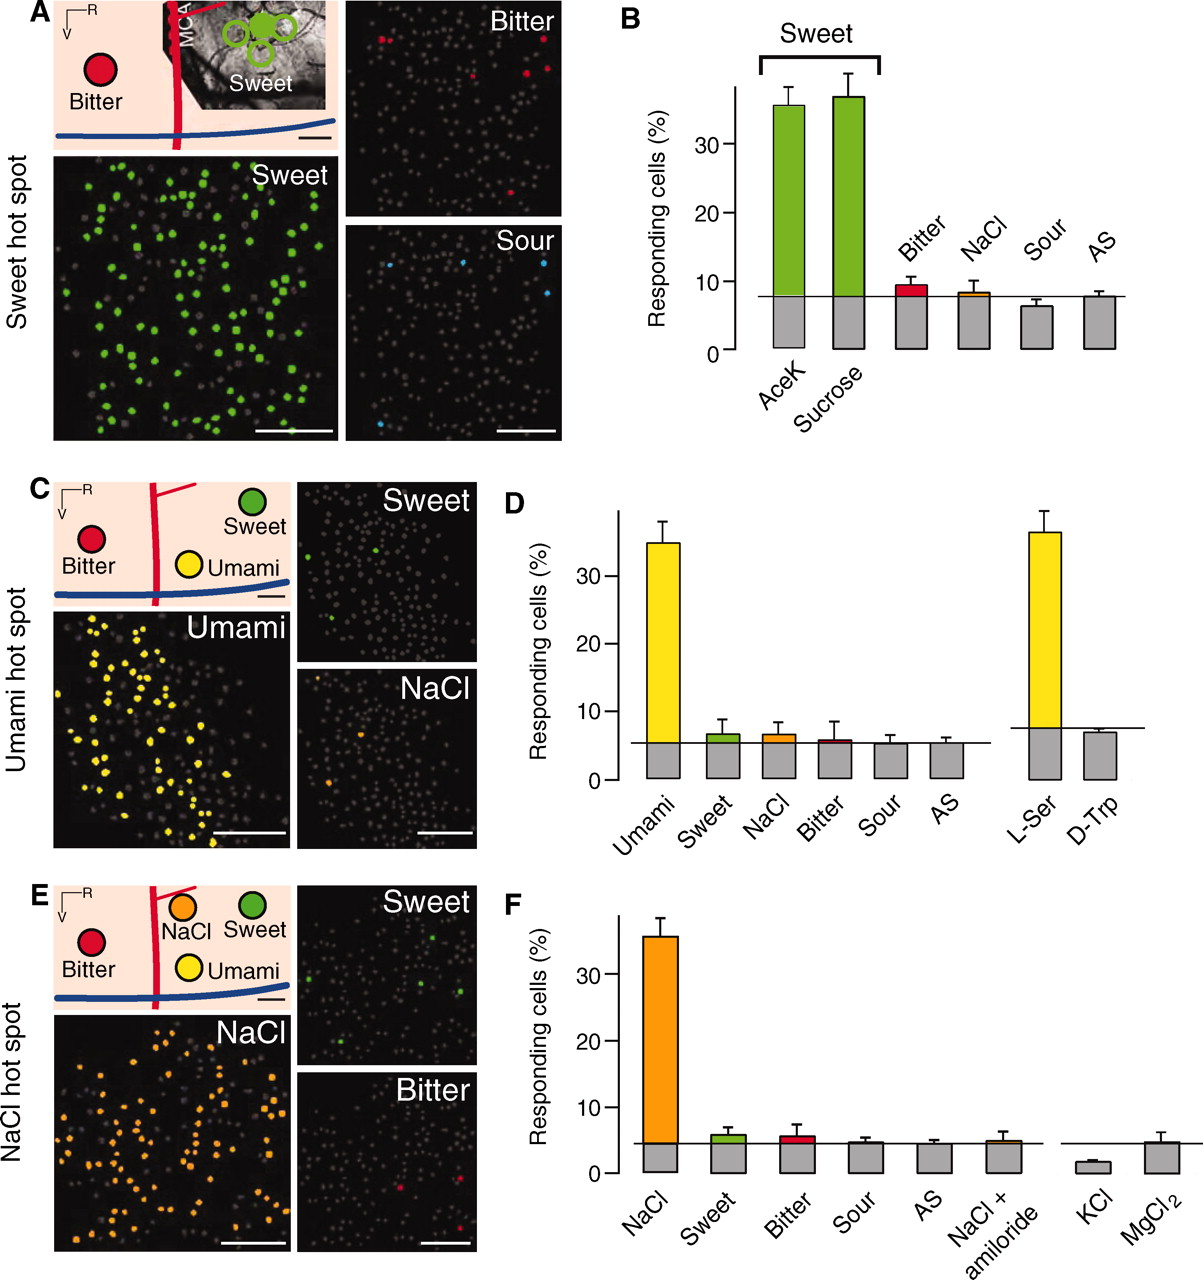 A
R
V
MCA
Bitter
Sweet
Sweet hot spot
Sweet
Bitter
Sour
B
Sweet
Responding cells (%)
30
20
10
0
Bitter
NaCl
Sour
AS
AceK
Sucrose
C
R
V
Sweet
Bitter
Umami
Umami hot spot
Umami
Sweet
NaCl
D
Responding cells (%)
30
20
10
0
Umami
Sweet
NaCl
Bitter
Sour
AS
L-Ser
D-Trp
E
R
V
NaCl
Sweet
Bitter
Umami
NaCl hot spot
NaCl
Sweet
Bitter
F
Responding cells (%)
30
20
10
0
NaCl
Sweet
Bitter
Sour
AS
NaCl +
amiloride
KCl
MgCl2